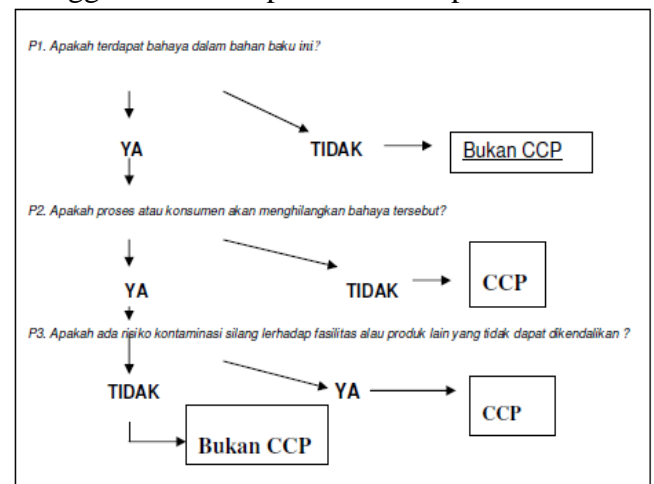 P1. Apakah terdapat bahaya dalam bahan baku ini?
YA TIDAK Bukan CCP
P2. Apakah proses atau konsumen akan menghilangkan bahaya tersebut?
YA TIDAK CCP
P3. Apakah ada risiko kontaminasi silang lerhadap fasilitas alau produk lain yang tidak dapat dikendalikan ?
TIDAK YA CCP
Bukan CCP